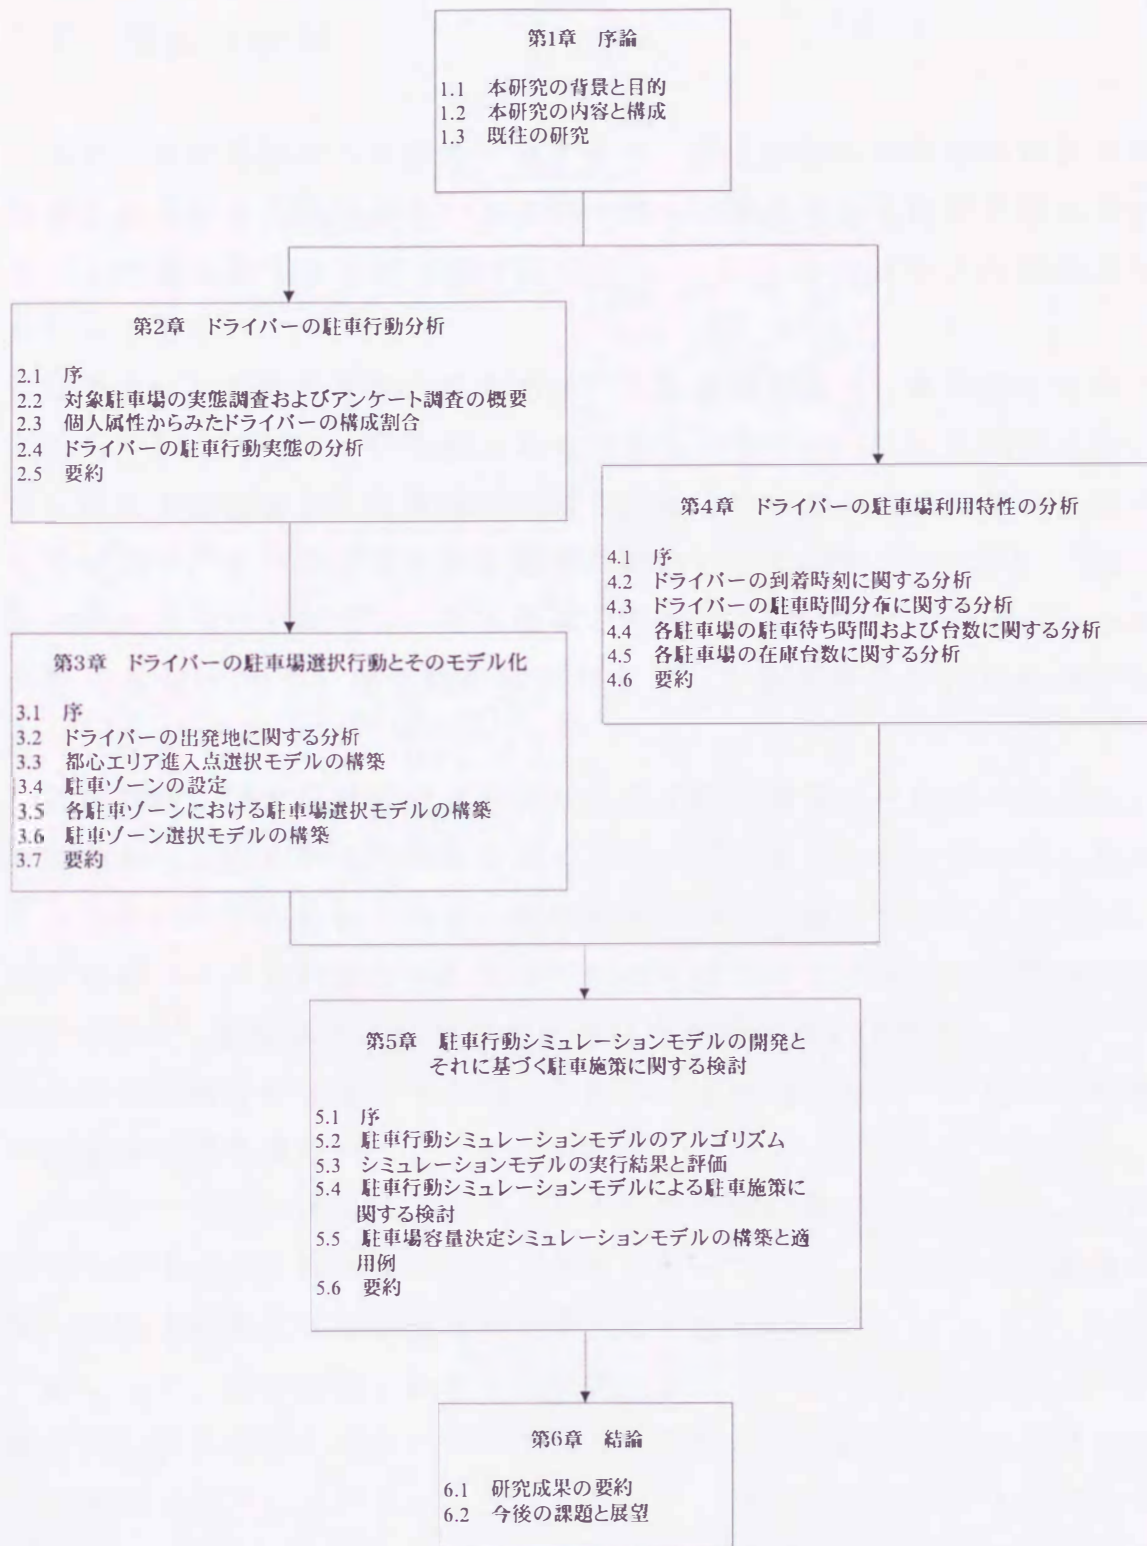 第1章 序論
1.1 本研究の背景と目的
1.2 本研究の内容と構成
1.3 既往の研究
第2章 ドライバーの駐車行動分析
2.1 序
2.2 対象駐車場の実態調査およびアンケート調査の概要
2.3 個人属性からみたドライバーの構成割合
2.4 ドライバーの駐車行動実態の分析
2.5 要約
第3章 ドライバーの駐車場選択行動とそのモデル化
3.1 序
3.2 ドライバーの出発地に関する分析
3.3 都心エリア進入点選択モデルの構築
3.4 駐車ゾーンの設定
3.5 各駐車ゾーンにおける駐車場選択モデルの構築
3.6 駐車ゾーン選択モデルの構築
3.7 要約
第4章 ドライバーの駐車場利用特性の分析
4.1 序
4.2 ドライバーの到着時刻に関する分析
4.3 ドライバーの駐車時間分布に関する分析
4.4 各駐車場の駐車待ち時間および台数に関する分析
4.5 各駐車場の在庫台数に関する分析
4.6 要約
第5章 駐車行動シミュレーションモデルの開発と
それに基づく駐車施策に関する検討
5.1 序
5.2 駐車行動シミュレーションモデルのアルゴリズム
5.3 シミュレーションモデルの実行結果と評価
5.4 駐車行動シミュレーションモデルによる駐車施策に
関する検討
5.5 駐車場容量決定シミュレーションモデルの構築と適
用例
5.6 要約
第6章 結論
6.1 研究成果の要約
6.2 今後の課題と展望